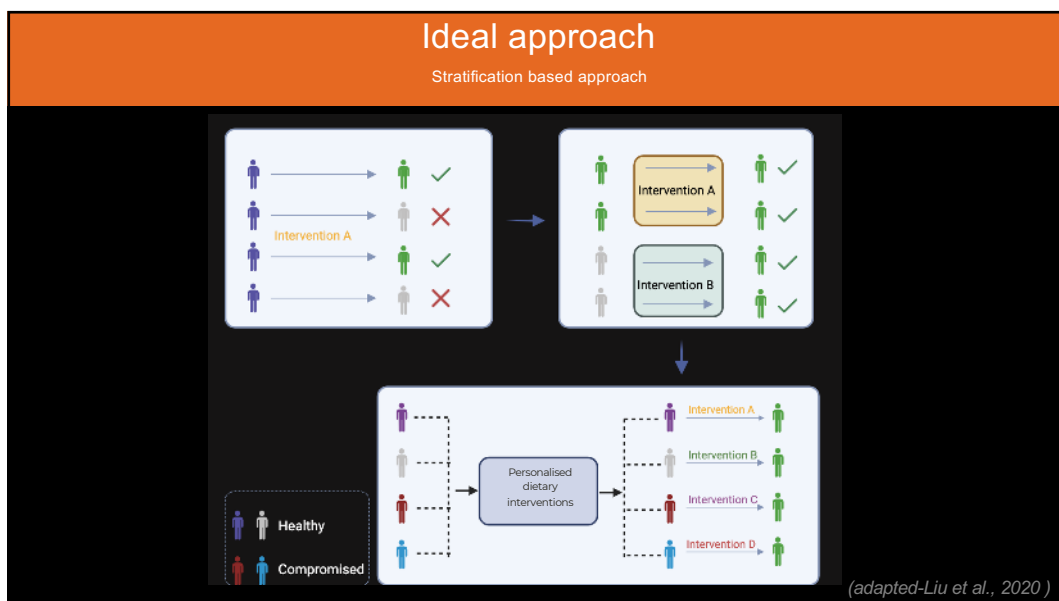 Ideal approach
Stratification based approach
Intervention A
Intervention A
Intervention B
Personalised
dietary
interventions
Intervention A
Intervention B
Intervention C
Intervention D
Healthy
Compromised
(adapted-Liu et al., 2020 )